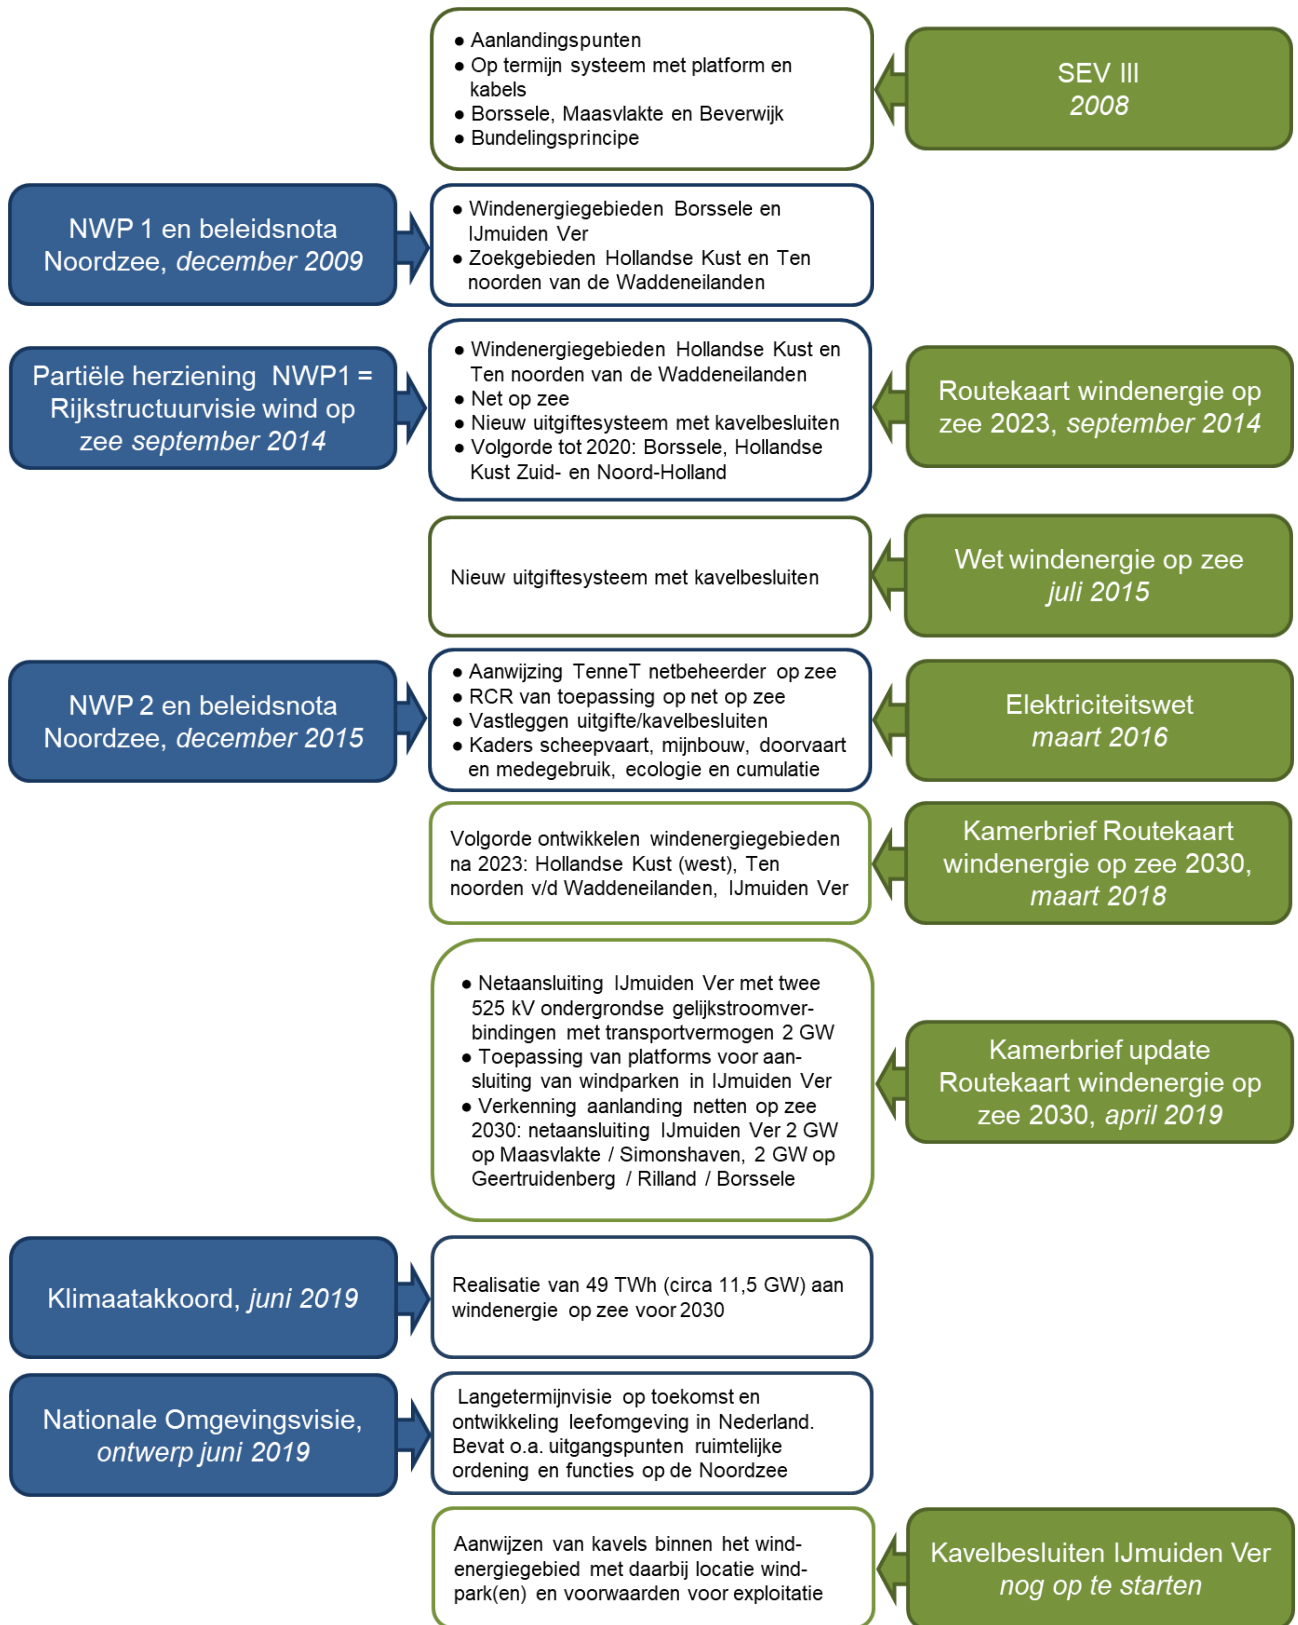 ● Aanlandingspunten
● Op termijn systeem met platform en
kabels
● Borssele, Maasvlakte en Beverwijk
● Bundelingsprincipe
SEV III
2008
NWP 1 en beleidsnota
Noordzee, december 2009
● Windenergiegebieden Borssele en
IJmuiden Ver
● Zoekgebieden Hollandse Kust en Ten
noorden van de Waddeneilanden
Partiële herziening NWP1 =
Rijkstructuurvisie wind op
zee september 2014
● Windenergiegebieden Hollandse Kust en
Ten noorden van de Waddeneilanden
● Net op zee
● Nieuw uitgiftesysteem met kavelbesluiten
● Volgorde tot 2020: Borssele, Hollandse
Kust Zuid- en Noord-Holland
Routekaart windenergie op
zee 2023, september 2014
Nieuw uitgiftesysteem met kavelbesluiten
Wet windenergie op zee
juli 2015
NWP 2 en beleidsnota
Noordzee, december 2015
● Aanwijzing TenneT netbeheerder op zee
● RCR van toepassing op net op zee
● Vastleggen uitgifte/kavelbesluiten
● Kaders scheepvaart, mijnbouw, doorvaart
en medegebruik, ecologie en cumulatie
Elektriciteitswet
maart 2016
Volgorde ontwikkelen windenergiegebieden
na 2023: Hollandse Kust (west), Ten
noorden v/d Waddeneilanden, IJmuiden Ver
Kamerbrief Routekaart
windenergie op zee 2030,
maart 2018
● Netaansluiting IJmuiden Ver met twee
525 kV ondergrondse gelijkstroomver-
bindingen met transportvermogen 2 GW
● Toepassing van platforms voor aan-
sluiting van windparken in IJmuiden Ver
● Verkenning aanlanding netten op zee
2030: netaansluiting IJmuiden Ver 2 GW
op Maasvlakte / Simonshaven, 2 GW op
Geertruidenberg / Rilland / Borssele
Kamerbrief update
Routekaart windenergie op
zee 2030, april 2019
Klimaatakkoord, juni 2019
Realisatie van 49 TWh (circa 11,5 GW) aan
windenergie op zee voor 2030
Nationale Omgevingsvisie,
ontwerp juni 2019
Langetermijnvisie op toekomst en
ontwikkeling leefomgeving in Nederland.
Bevat o.a. uitgangspunten ruimtelijke
ordening en functies op de Noordzee
Aanwijzen van kavels binnen het wind-
energiegebied met daarbij locatie wind-
park(en) en voorwaarden voor exploitatie
Kavelbesluiten IJmuiden Ver
nog op te starten